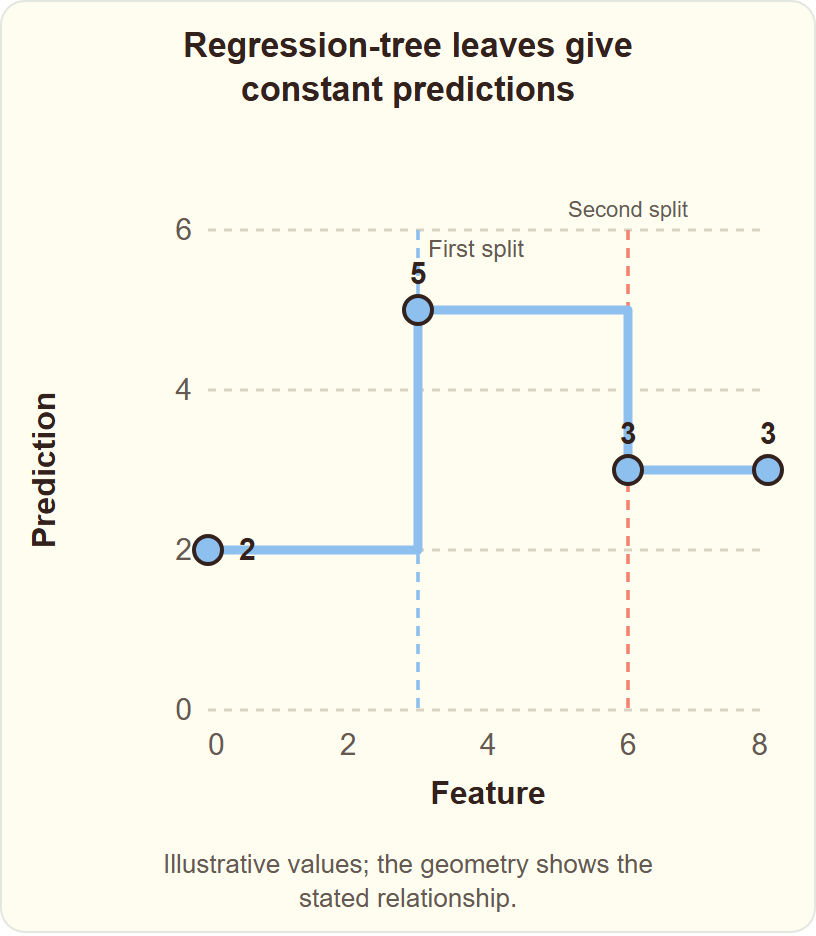 Regression-tree leaves give
constant predictions
Second split
6
First split
5
4
3
3
Prediction
2
2
0
0
2
4
6
8
Feature
Illustrative values; the geometry shows the
stated relationship.